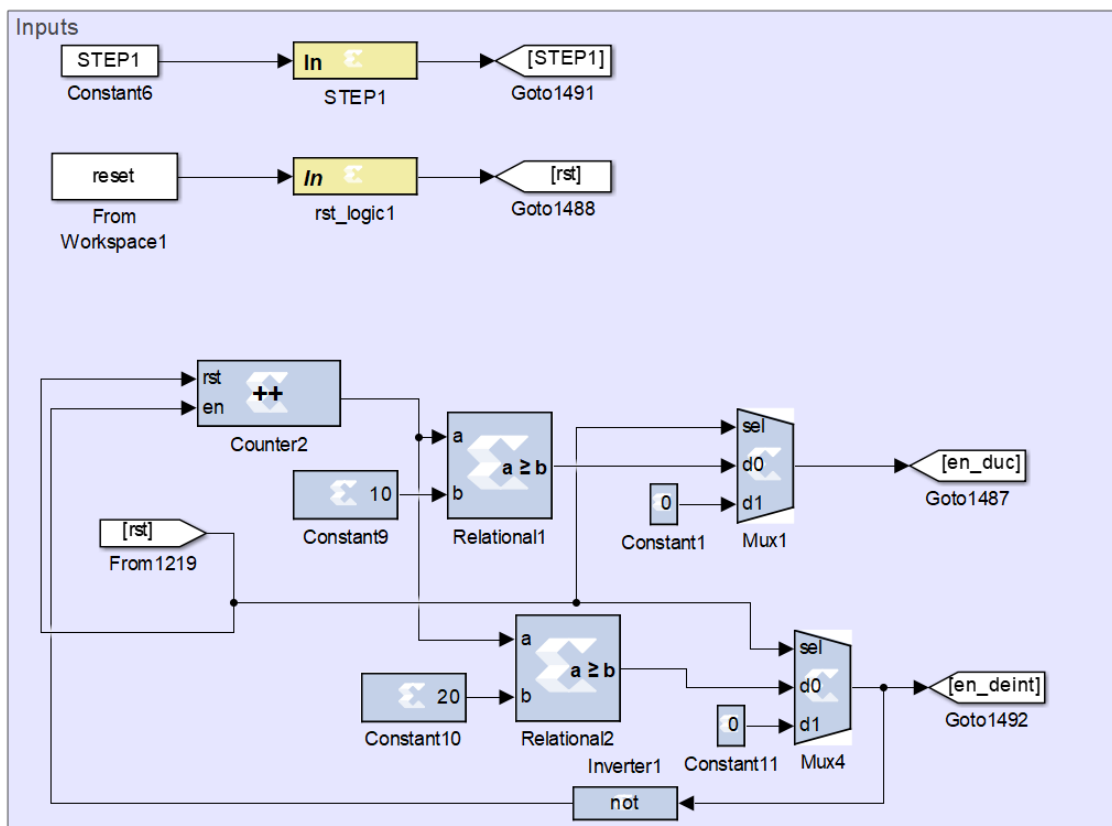 Inputs
STEP1
Constant6
In
STEP1
[STEP1]
Goto1491
reset
From
Workspace1
In
rst_logic1
[rst]
Goto1488
rst
en
++
Counter2
10
Constant9
a
b
a ≥ b
Relational1
0
Constant1
sel
d0
d1
Mux1
[en_duc]
Goto1487
[rst]
From1219
20
Constant10
a
b
a ≥ b
Relational2
0
Constant11
sel
d0
d1
Mux4
[en_deint]
Goto1492
Inverter1
not